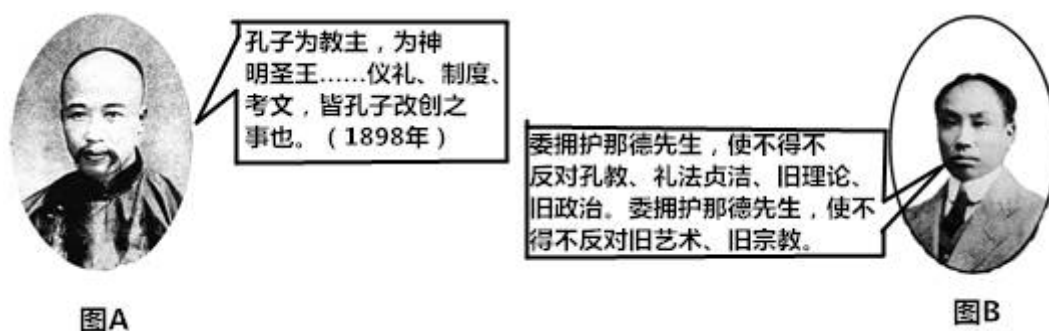 孔子为教主，为神
明圣王……仪礼、制度、
考文，皆孔子改创之
事也。（1898年）
委拥护那德先生，使不得不
反对孔教、礼法贞洁、旧理论、
旧政治。委拥护那德先生，使不
得不反对旧艺术、旧宗教。
图A
图B